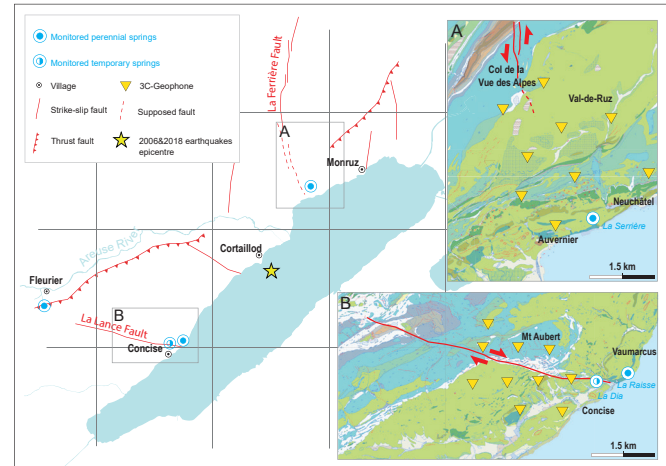 Monitored perennial springs
Monitored temporary springs
Village
3C-Geophone
Strike-slip fault
Supposed fault
Thrust fault
2006&2018 earthquakes
epicentre
La Ferrière Fault
A
Monruz
Areuse River
Cortaillod
Fleurier
B
La Lance Fault
Concise
A
Col de la
Vue des Alpes
Val-de-Ruz
Neuchâtel
La Serrière
Auvernier
1.5 km
B
Mt Aubert
Vaumarcus
La Raisse
La Dia
Concise
1.5 km